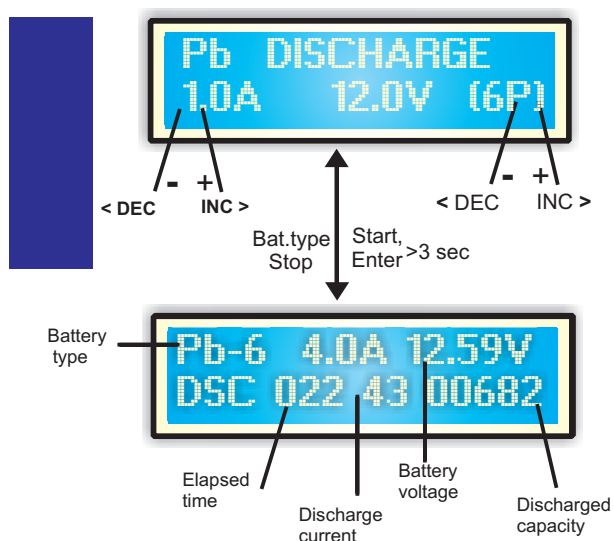 Pb DISCHARGE
1.0A 12.0V (6P)
- +
< DEC INC >
- +
< DEC INC >
Bat.type
Stop
Start,
Enter >3 sec
Battery
type
Pb-6 4.0A 12.59V
DSC 022 43 00682
Elapsed
time
Discharge
current
Battery
voltage
Discharged
capacity